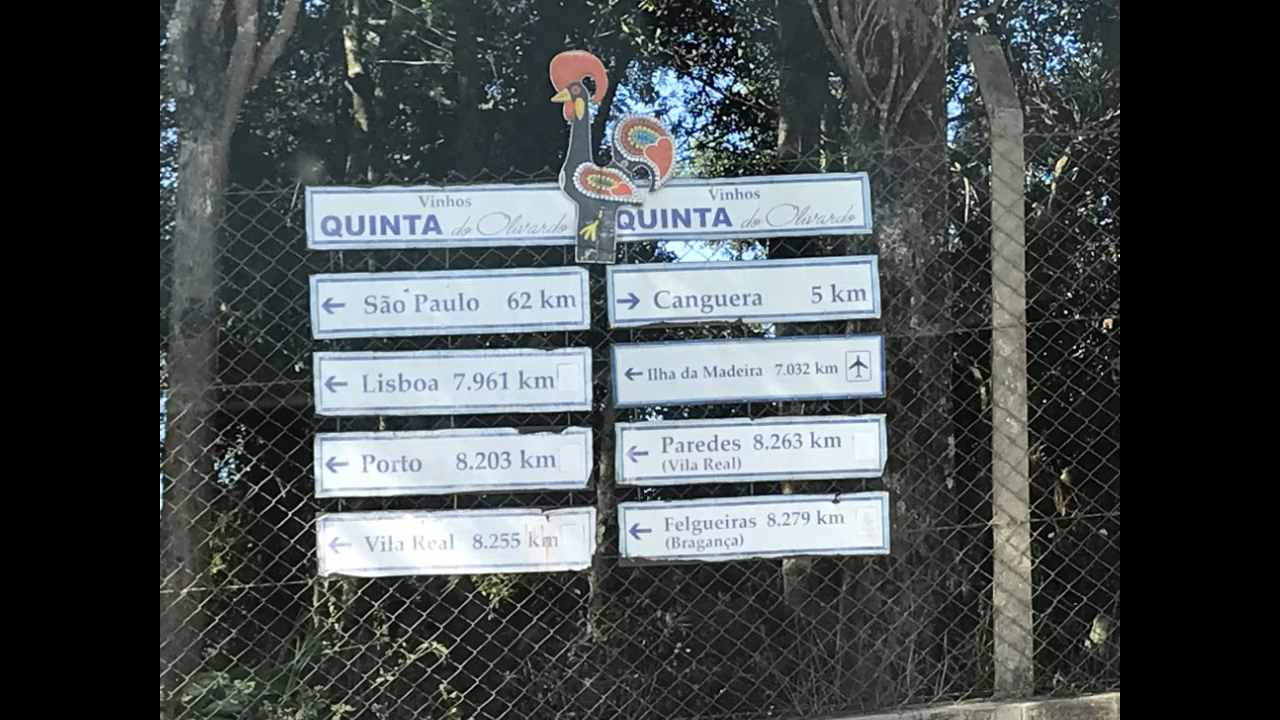 Vinhos
QUINTA do Olivardo
← São Paulo 62 km
← Lisboa 7.961 km
← Porto 8.203 km
← Vila Real 8.255 km
Vinhos
QUINTA do Olivardo
→ Canguera 5 km
← Ilha da Madeira 7.032 km
← Paredes 8.263 km
(Vila Real)
← Felgueiras 8.279 km
(Bragança)